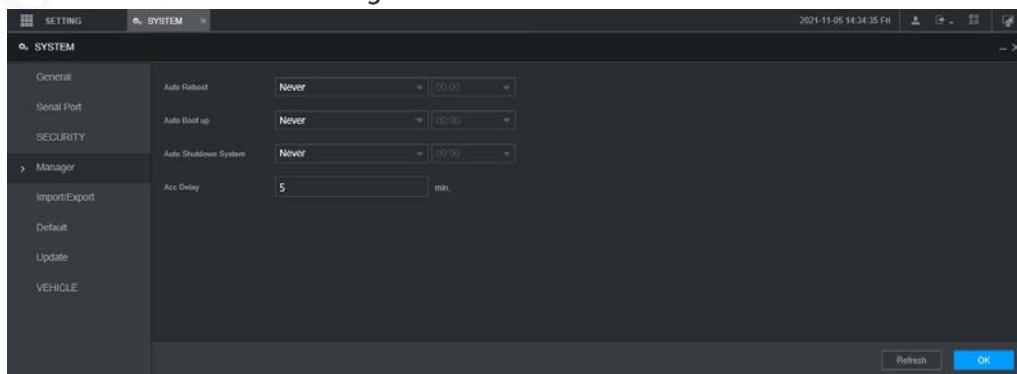 SETTING SYSTEM 2021-11-05 14:34:35 Fri
SYSTEM
General
Serial Port
SECURITY
Manager
Import/Export
Default
Update
VEHICLE
Auto Reboot Never 00:00
Auto Boot up Never 00:00
Auto Shutdown System Never 00:00
Acc Delay 5 min.
Refresh OK